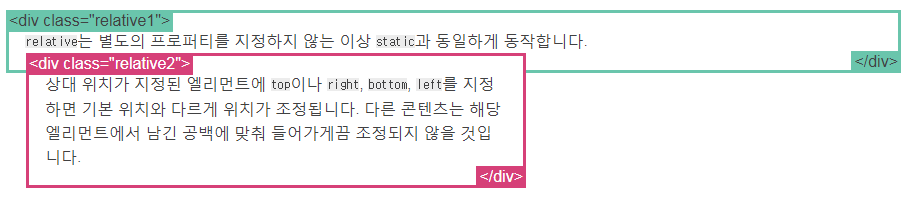 <div class="relative1">
relative는 별도의 프로퍼티를 지정하지 않는 이상 static과 동일하게 동작합니다.
</div>
<div class="relative2">
상대 위치가 지정된 엘리먼트에 top이나 right, bottom, left를 지정
하면 기본 위치와 다르게 위치가 조정됩니다. 다른 콘텐츠는 해당
엘리먼트에서 남긴 공백에 맞춰 들어가게끔 조정되지 않을 것입
니다.
</div>